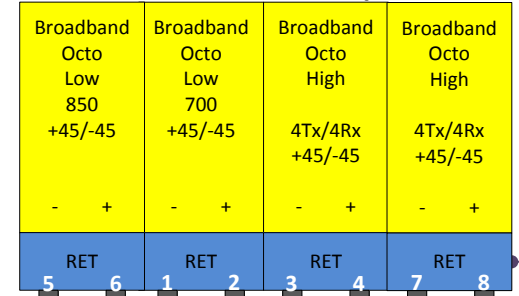 Broadband
Octo
Low
850
+45/-45
- +
RET
5 6
Broadband
Octo
Low
700
+45/-45
- +
RET
1 2
Broadband
Octo
High
4Tx/4Rx
+45/-45
- +
RET
3 4
Broadband
Octo
High
4Tx/4Rx
+45/-45
- +
RET
7 8